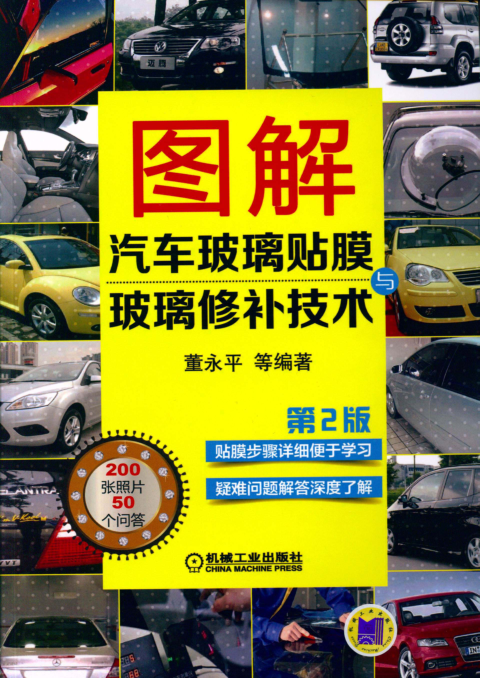 迈腾
图解
汽车玻璃贴膜
与
玻璃修补技术
董永平 等编著
第2版
贴膜步骤详细便于学习
疑难问题解答深度了解
200
张照片
50
个问答
机械工业出版社
CHINA MACHINE PRESS